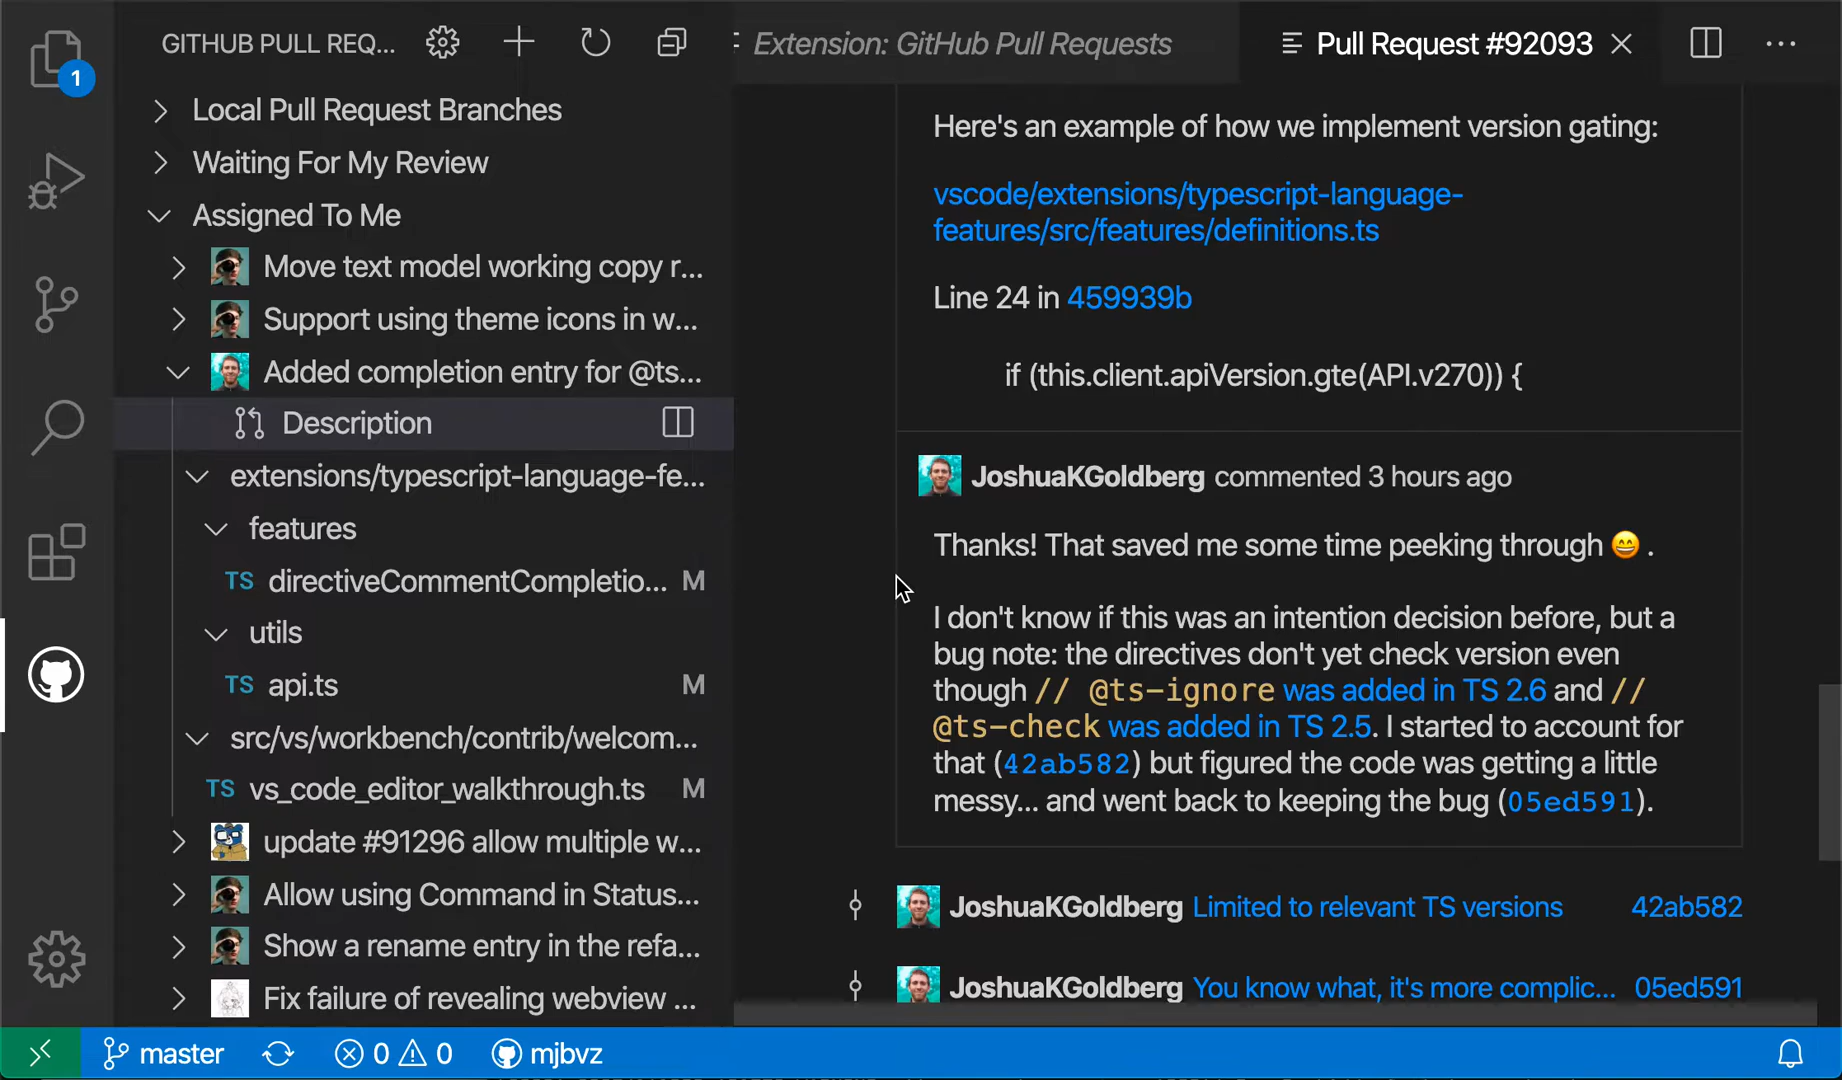 GITHUB PULL REQ...
Extension: GitHub Pull Requests
Pull Request #92093
1
Local Pull Request Branches
Waiting For My Review
Assigned To Me
Move text model working copy r...
Support using theme icons in w...
Added completion entry for @ts...
Description
extensions/typescript-language-fe...
features
TS directiveCommentCompletio... M
utils
TS api.ts M
src/vs/workbench/contrib/welcom...
TS vs_code_editor_walkthrough.ts M
update #91296 allow multiple w...
Allow using Command in Status...
Show a rename entry in the refa...
Fix failure of revealing webview ...
Here's an example of how we implement version gating:
vscode/extensions/typescript-language-
features/src/features/definitions.ts
Line 24 in 459939b
if (this.client.apiVersion.gte(API.v270)) {
JoshuaKGoldberg commented 3 hours ago
Thanks! That saved me some time peeking through 😄 .
I don't know if this was an intention decision before, but a
bug note: the directives don't yet check version even
though // @ts-ignore was added in TS 2.6 and //
@ts-check was added in TS 2.5. I started to account for
that (42ab582) but figured the code was getting a little
messy... and went back to keeping the bug (05ed591).
JoshuaKGoldberg Limited to relevant TS versions 42ab582
JoshuaKGoldberg You know what, it's more complic... 05ed591
master 0 0 mjbvz